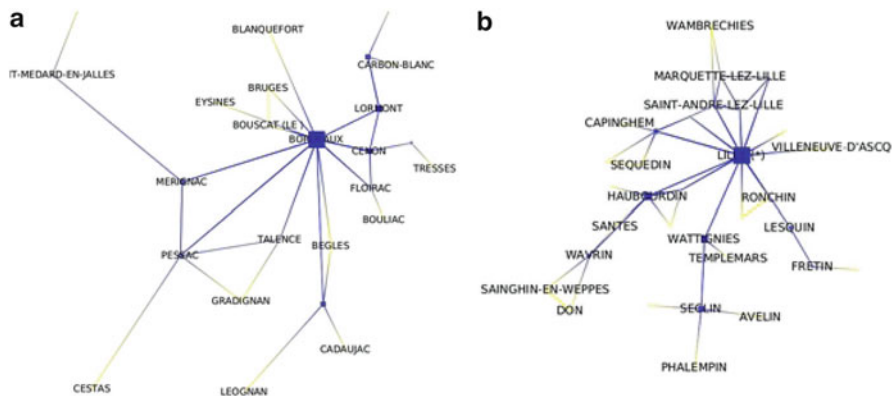 a
BLANQUEFORT
CARBON-BLANC
T-MEDARD-EN-JALLES
BRUGES
EYSINES
LORMONT
BOUSCAT (LE )
CENON
TRESSES
MERIGNAC
FLOIRAC
BOULIAC
TALENCE
BEGLES
PESSAC
GRADIGNAN
CADAUJAC
CESTAS
LEOGNAN
b
WAMBRECHIES
MARQUETTE-LEZ-LILLE
SAINT-ANDRE-LEZ-LILLE
CAPINGHEM
VILLENEUVE-D'ASCQ
SEQUEDIN
HAUBOURDIN
RONCHIN
SANTES
LESQUIN
WATTIGNIES
WAVRIN
TEMPLEMARS
FRETIN
SAINGHIN-EN-WEPPES
DON
SECLIN
AVELIN
PHALEMPIN